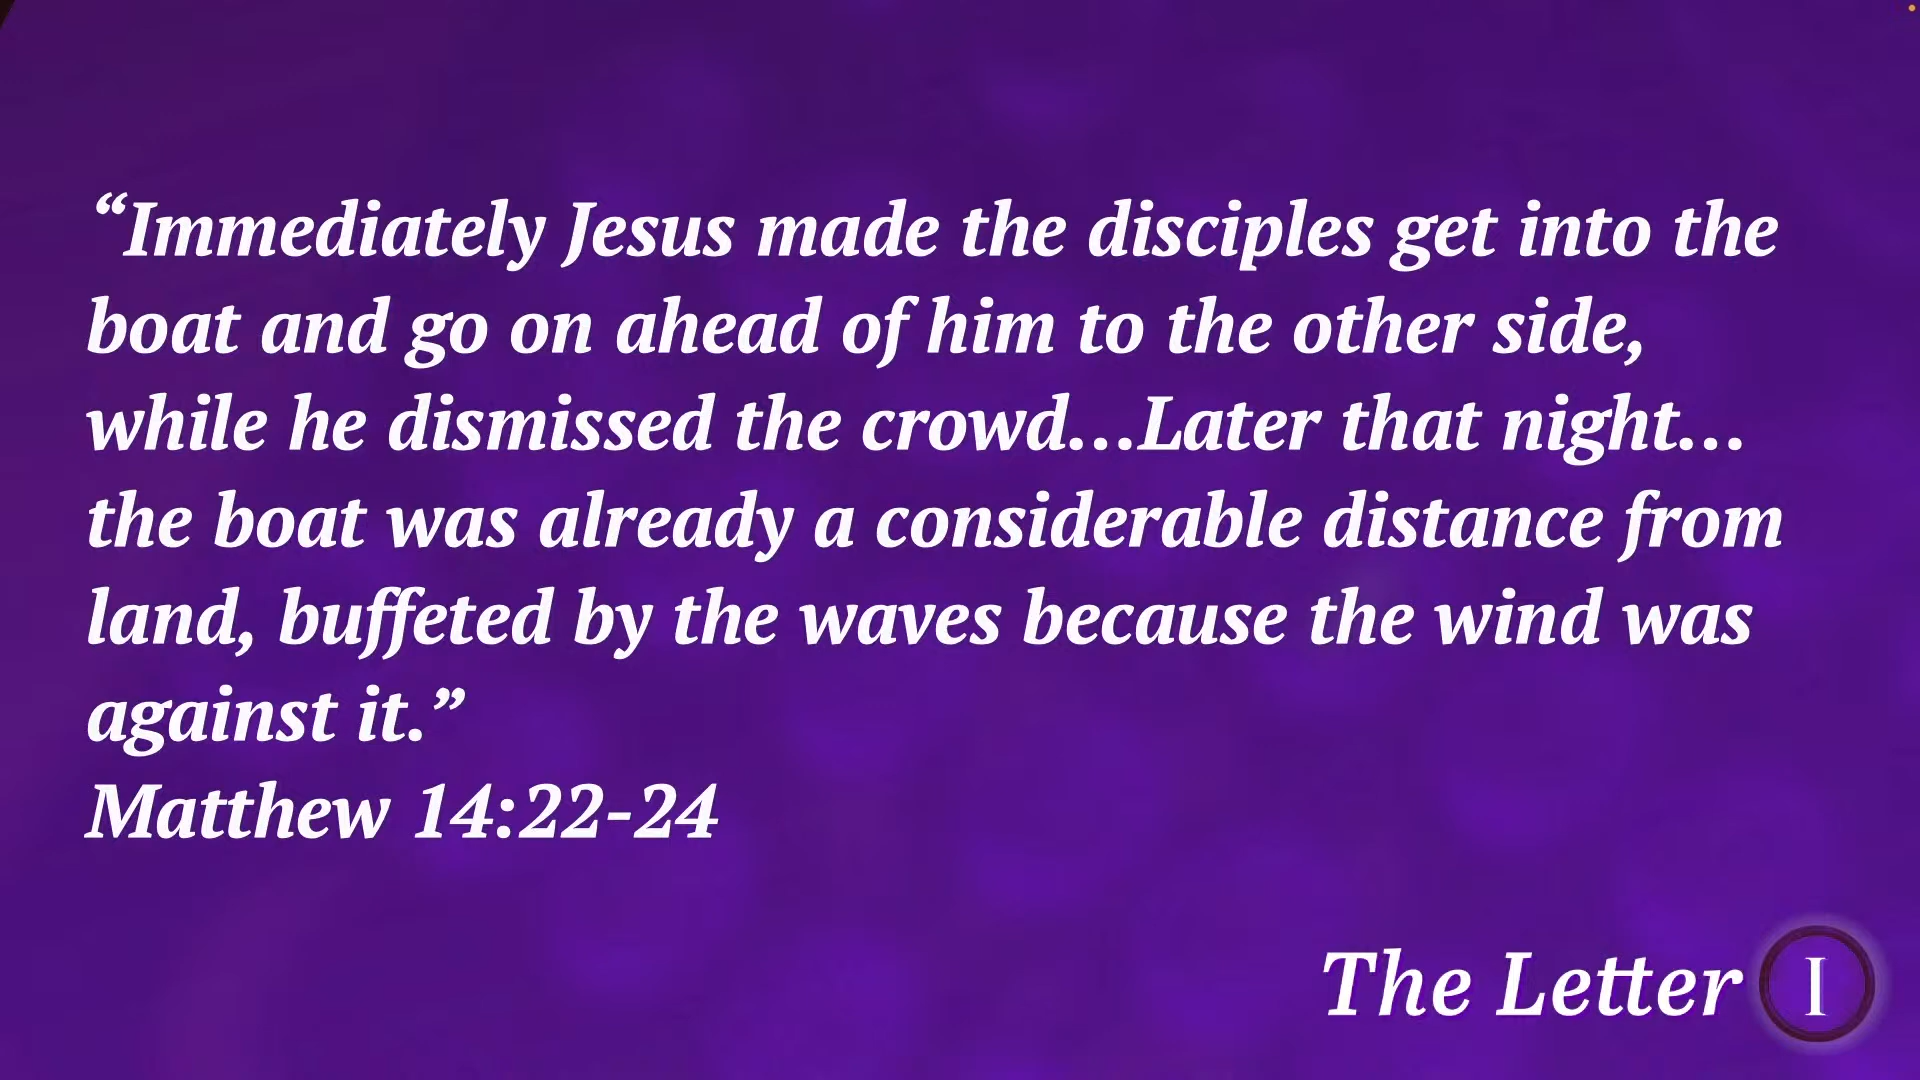 “Immediately Jesus made the disciples get into the
boat and go on ahead of him to the other side,
while he dismissed the crowd…Later that night…
the boat was already a considerable distance from
land, buffeted by the waves because the wind was
against it.”
Matthew 14:22-24
The Letter I